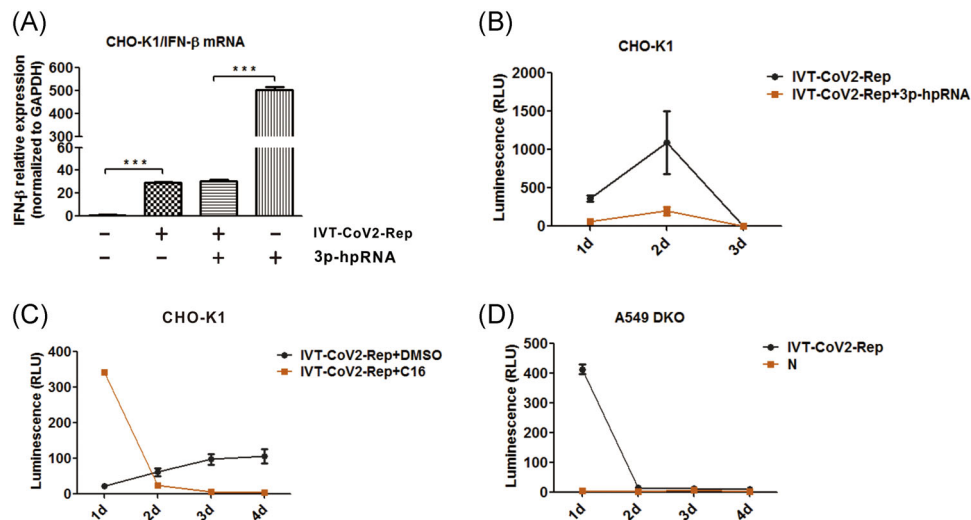 (A)
CHO-K1/IFN-β mRNA
IFN-β relative expression
(normalized to GAPDH)
600
500
400
300
60
40
20
0
***
***
− + + − IVT-CoV2-Rep
− − + + 3p-hpRNA
(B)
CHO-K1
Luminescence (RLU)
2000
1500
1000
500
0
1d 2d 3d
IVT-CoV2-Rep
IVT-CoV2-Rep+3p-hpRNA
(C)
CHO-K1
Luminescence (RLU)
400
300
200
100
0
1d 2d 3d 4d
IVT-CoV2-Rep+DMSO
IVT-CoV2-Rep+C16
(D)
A549 DKO
Luminescence (RLU)
500
400
300
200
100
0
1d 2d 3d 4d
IVT-CoV2-Rep
N